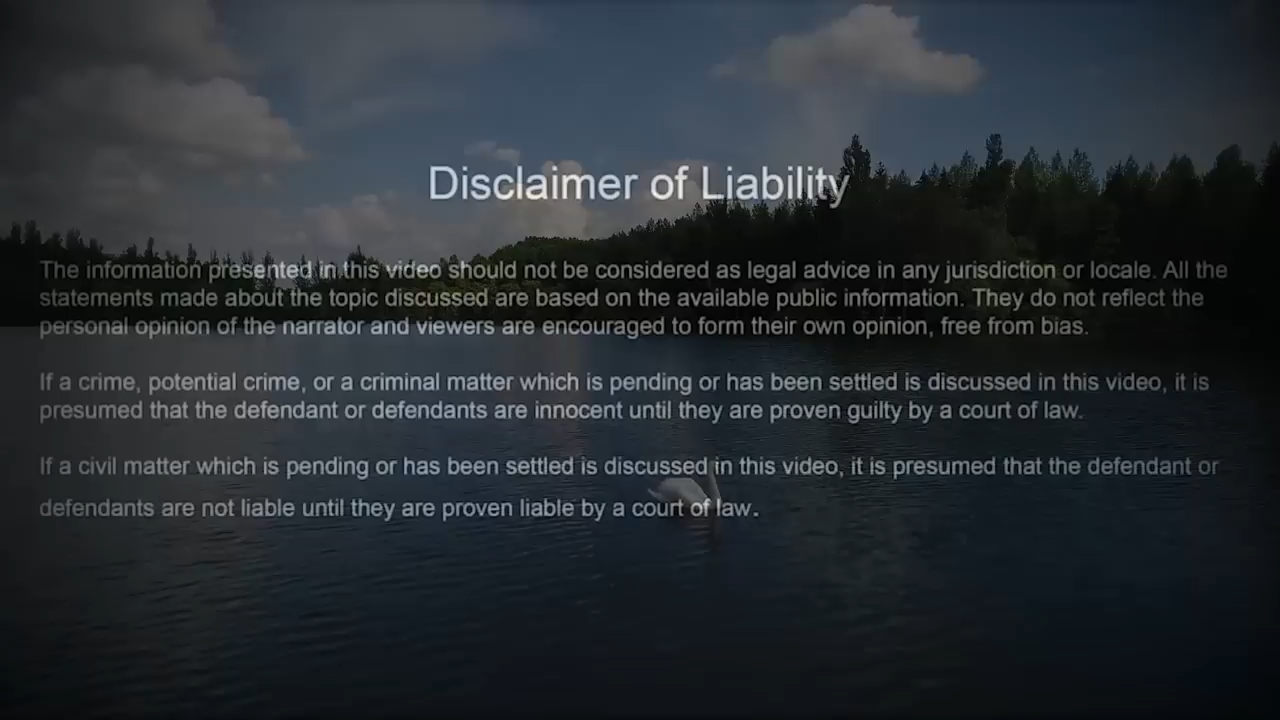 Disclaimer of Liability
The information presented in this video should not be considered as legal advice in any jurisdiction or locale. All the
statements made about the topic discussed are based on the available public information. They do not reflect the
personal opinion of the narrator and viewers are encouraged to form their own opinion, free from bias.
If a crime, potential crime, or a criminal matter which is pending or has been settled is discussed in this video, it is
presumed that the defendant or defendants are innocent until they are proven guilty by a court of law.
If a civil matter which is pending or has been settled is discussed in this video, it is presumed that the defendant or
defendants are not liable until they are proven liable by a court of law.